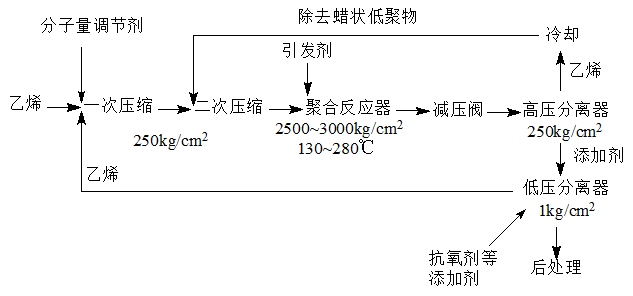 除去蜡状低聚物
分子量调节剂
引发剂
冷却
乙烯
乙烯
一次压缩
二次压缩
聚合反应器
减压阀
高压分离器
250kg/cm2
2500~3000kg/cm2
130~280℃
250kg/cm2
添加剂
乙烯
低压分离器
1kg/cm2
抗氧剂等
添加剂
后处理